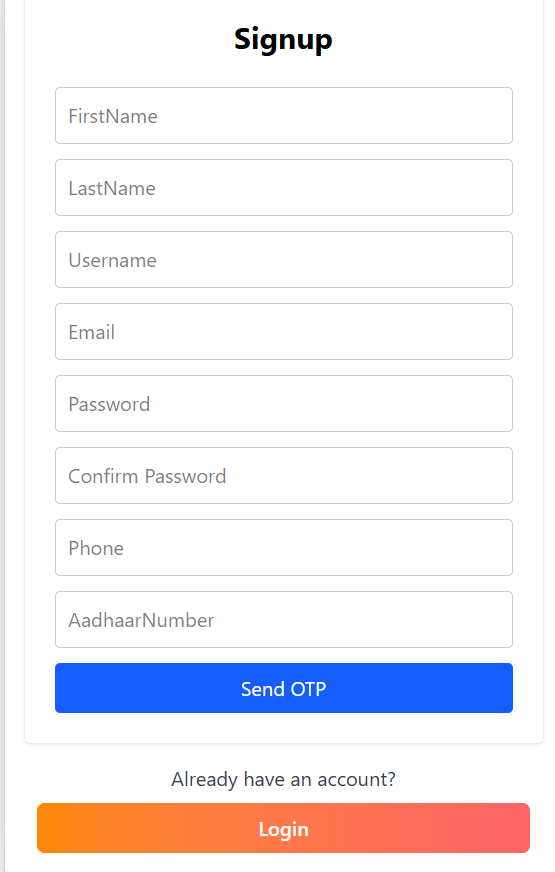 Signup
FirstName
LastName
Username
Email
Password
Confirm Password
Phone
AadhaarNumber
Send OTP
Already have an account?
Login